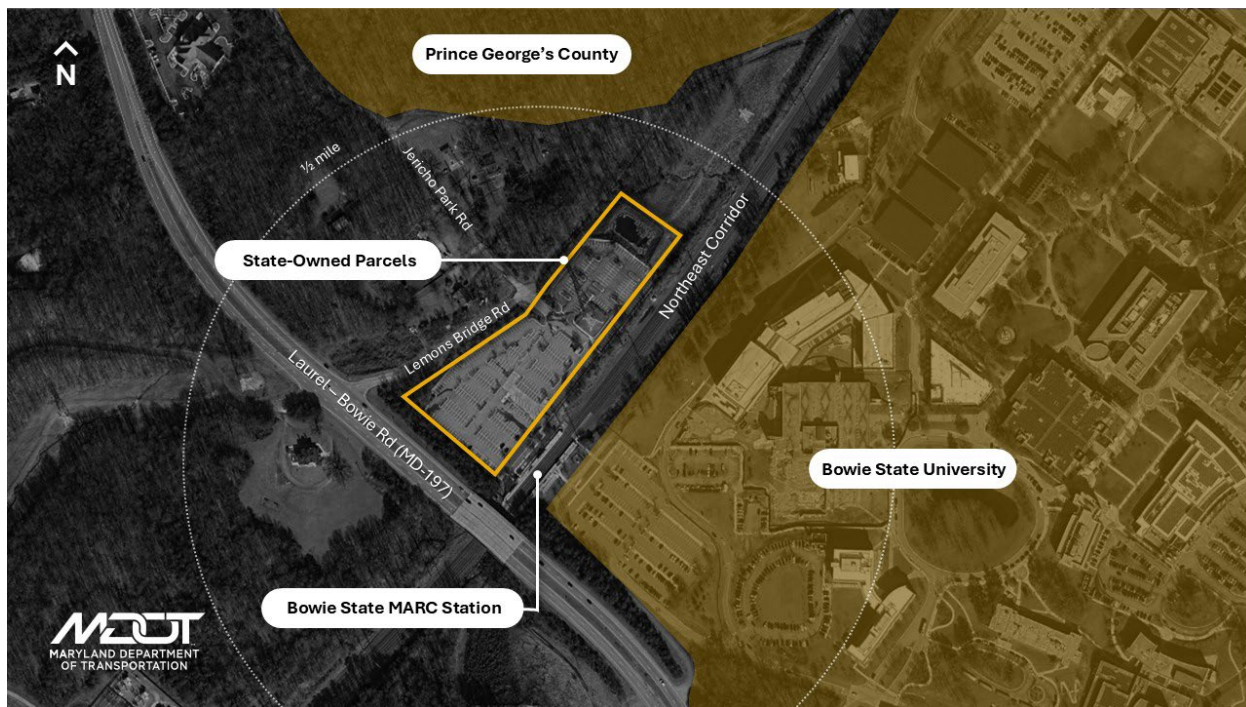 N
Prince George's County
½ mile
Jericho Park Rd
State-Owned Parcels
Northeast Corridor
Lemons Bridge Rd
Laurel – Bowie Rd (MD-197)
Bowie State University
Bowie State MARC Station
MDOT
MARYLAND DEPARTMENT
OF TRANSPORTATION